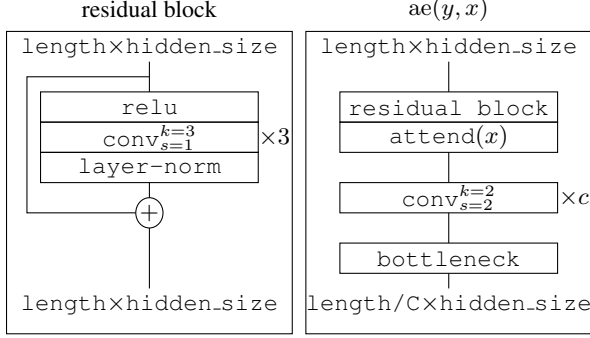 residual block
length×hidden_size
relu
conv^{k=3}_{s=1}
×3
layer-norm
+
length×hidden_size
ae(y, x)
length×hidden_size
residual block
attend(x)
conv^{k=2}_{s=2}
×c
bottleneck
length/C×hidden_size